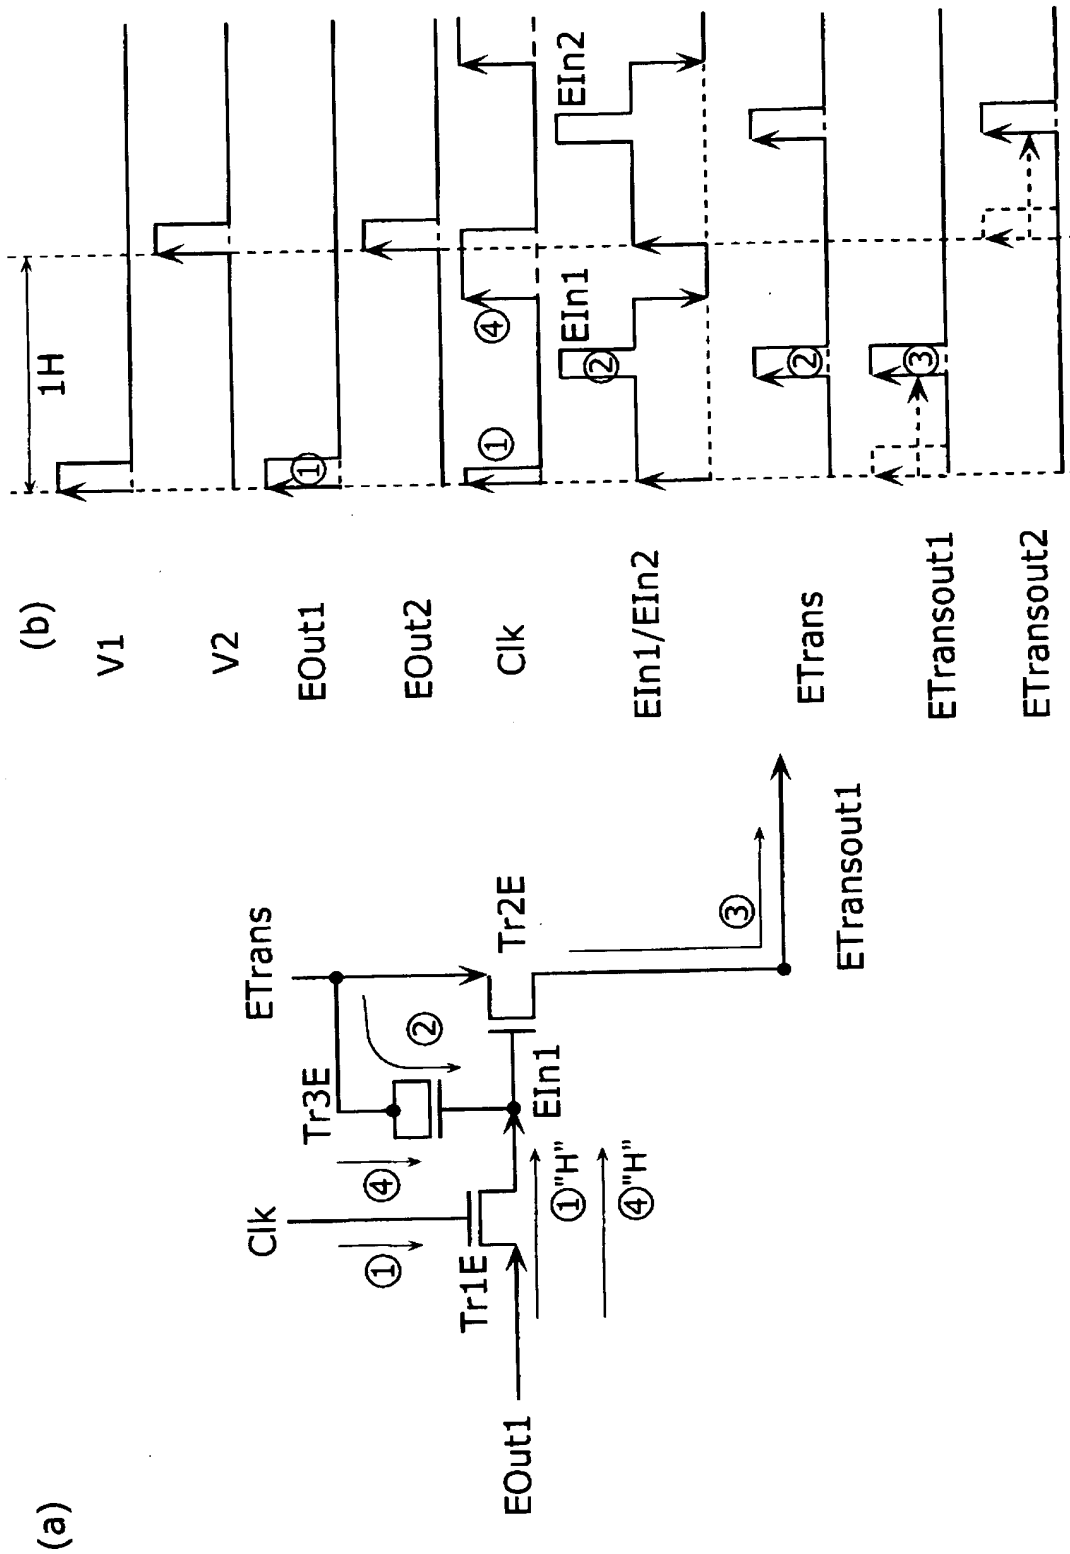 (a)
EOut1
Clk
①
Tr1E
④
Tr3E
①"H"
④"H"
ETrans
②
EIn1
Tr2E
③
ETransout1
(b)
1H
V1
V2
EOut1
①
EOut2
Clk
①
④
EIn1/EIn2
②
EIn1
EIn2
ETrans
②
ETransout1
③
ETransout2